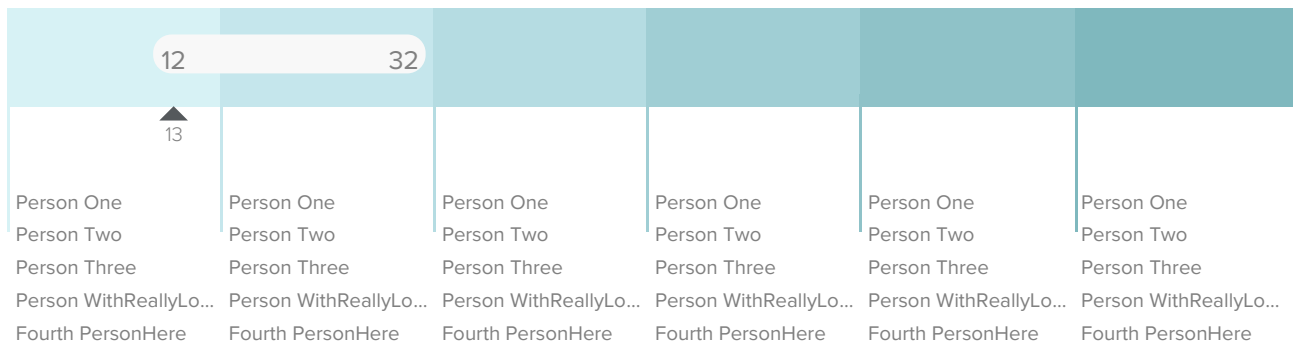 12 32
13
Person One Person One Person One Person One Person One Person One
Person Two Person Two Person Two Person Two Person Two Person Two
Person Three Person Three Person Three Person Three Person Three Person Three
Person WithReallyLo... Person WithReallyLo... Person WithReallyLo... Person WithReallyLo... Person WithReallyLo... Person WithReallyLo...
Fourth PersonHere Fourth PersonHere Fourth PersonHere Fourth PersonHere Fourth PersonHere Fourth PersonHere